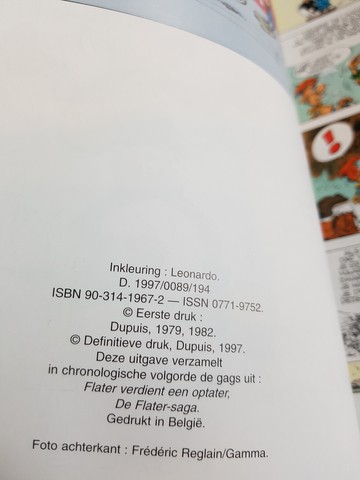 Inkleuring : Leonardo.
D. 1997/0089/194
ISBN 90-314-1967-2 — ISSN 0771-9752.
© Eerste druk :
Dupuis, 1979, 1982.
© Definitieve druk, Dupuis, 1997.
Deze uitgave verzamelt
in chronologische volgorde de gags uit :
Flater verdient een optater,
De Flater-saga.
Gedrukt in België.
Foto achterkant : Frédéric Reglain/Gamma.